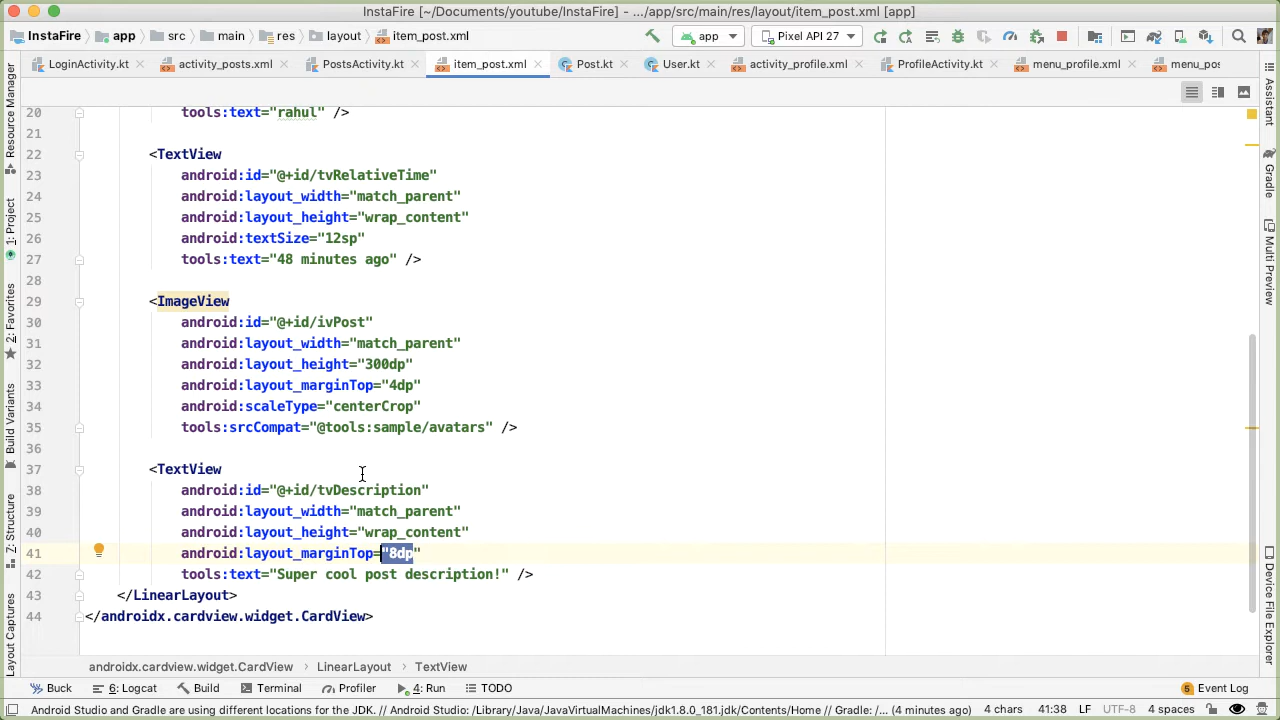 InstaFire [~/Documents/youtube/InstaFire] - .../app/src/main/res/layout/item_post.xml [app]
InstaFire app src main res layout item_post.xml app Pixel API 27
LoginActivity.kt activity_posts.xml PostsActivity.kt item_post.xml Post.kt User.kt activity_profile.xml ProfileActivity.kt menu_profile.xml menu_pos
Resource Manager
1: Project
2: Favorites
Build Variants
Z: Structure
Layout Captures
20 tools:text="rahul" />
21
22 <TextView
23 android:id="@+id/tvRelativeTime"
24 android:layout_width="match_parent"
25 android:layout_height="wrap_content"
26 android:textSize="12sp"
27 tools:text="48 minutes ago" />
28
29 <ImageView
30 android:id="@+id/ivPost"
31 android:layout_width="match_parent"
32 android:layout_height="300dp"
33 android:layout_marginTop="4dp"
34 android:scaleType="centerCrop"
35 tools:srcCompat="@tools:sample/avatars" />
36
37 <TextView
38 android:id="@+id/tvDescription"
39 android:layout_width="match_parent"
40 android:layout_height="wrap_content"
41 android:layout_marginTop="8dp"
42 tools:text="Super cool post description!" />
43 </LinearLayout>
44 </androidx.cardview.widget.CardView>
Assistant
Gradle
Multi Preview
Device File Explorer
androidx.cardview.widget.CardView LinearLayout TextView
Buck 6: Logcat Build Terminal Profiler 4: Run TODO 5 Event Log
Android Studio and Gradle are using different locations for the JDK. // Android Studio: /Library/Java/JavaVirtualMachines/jdk1.8.0_181.jdk/Contents/Home // Gradle: /... (4 minutes ago) 4 chars 41:38 LF UTF-8 4 spaces